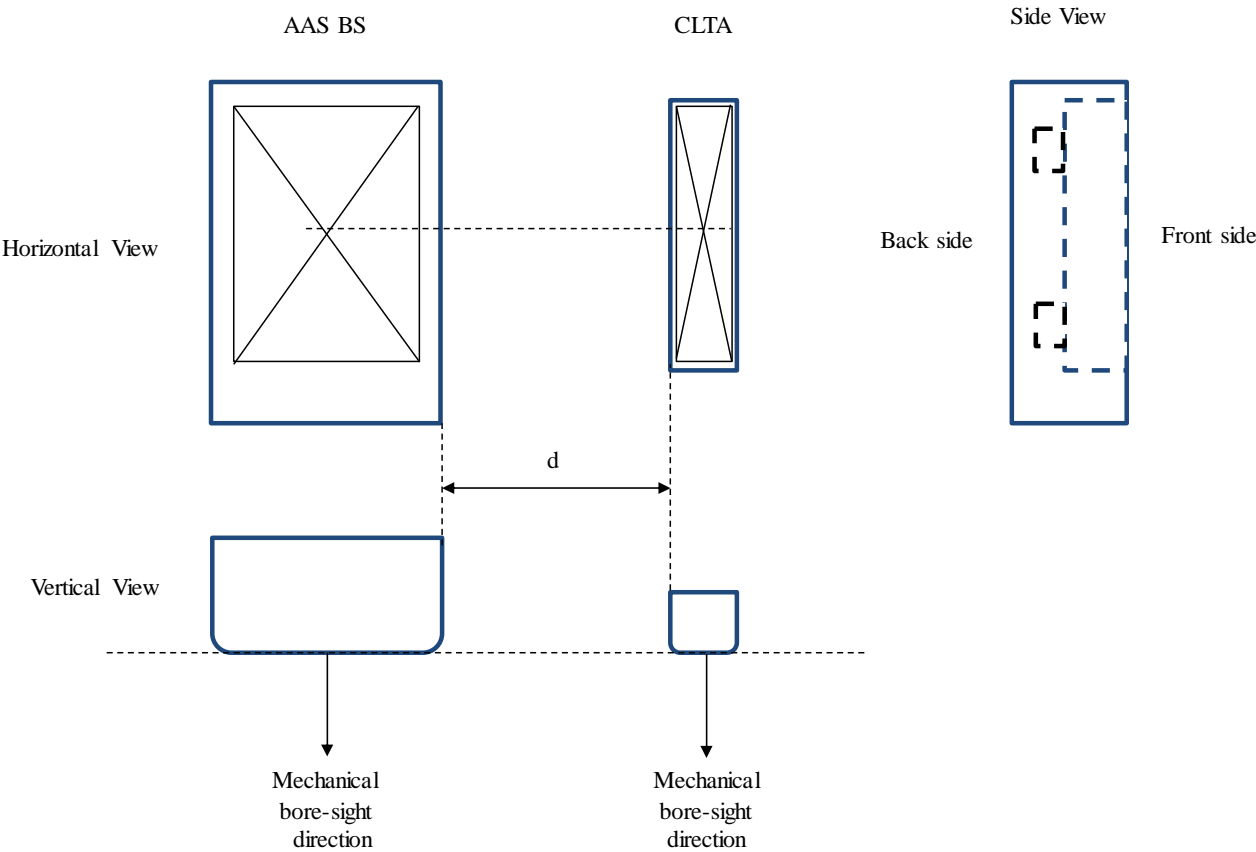 AAS BS
CLTA
Side View
Horizontal View
Back side
Front side
d
Vertical View
Mechanical
bore-sight
direction
Mechanical
bore-sight
direction